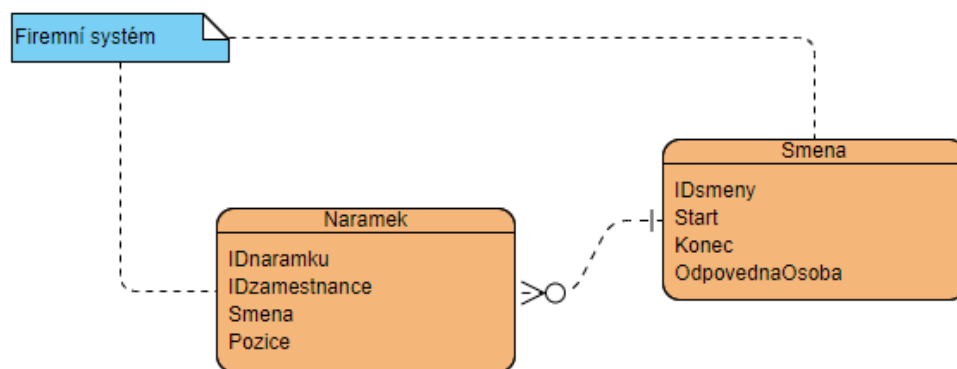 Firemní systém
Smena
IDsmeny
Start
Konec
OdpovednaOsoba
Naramek
IDnaramku
IDzamestnance
Smena
Pozice